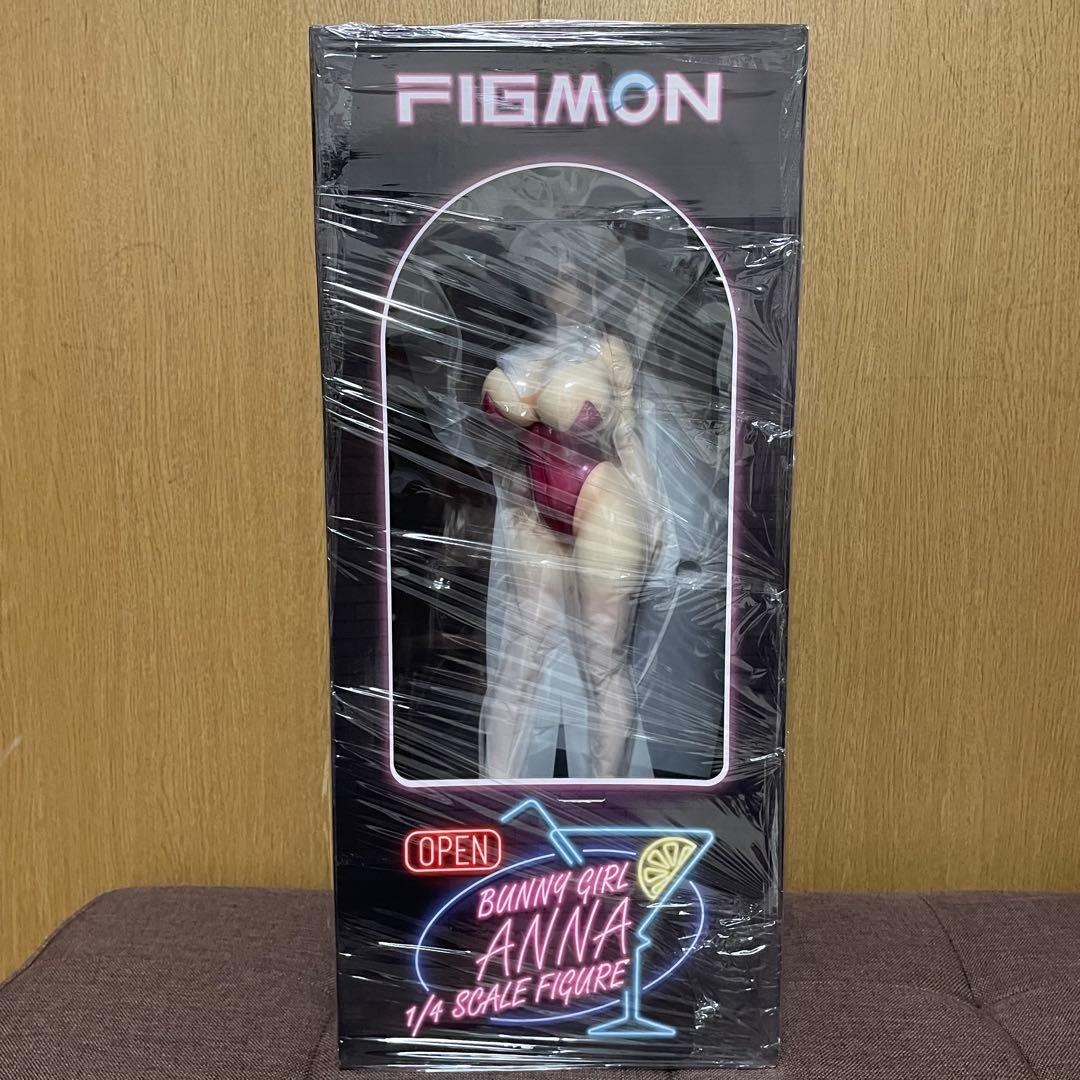 FIGMON
OPEN
BUNNY GIRL
ANNA
1/4 SCALE FIGURE